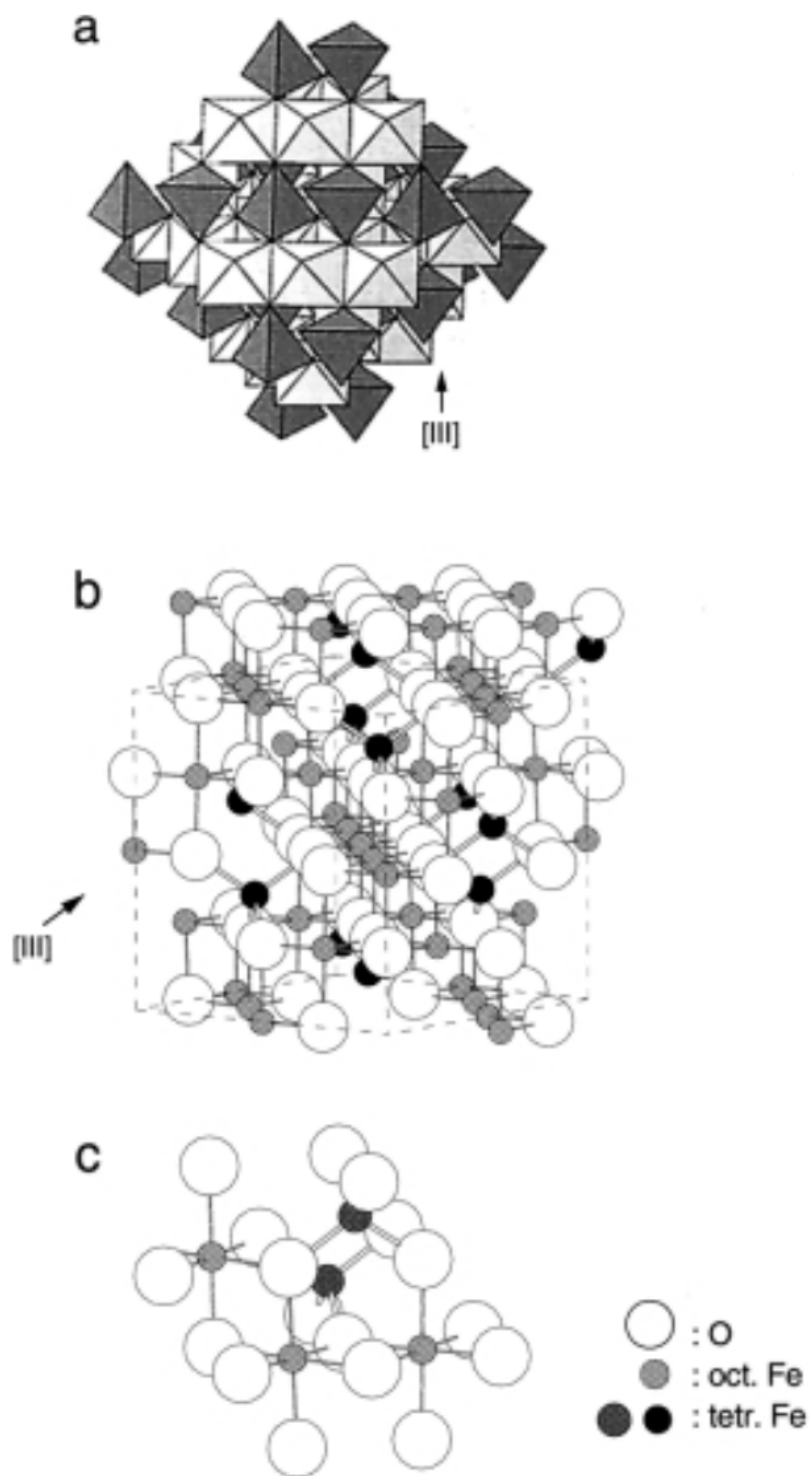 a
[III]
b
[III]
c
: O
: oct. Fe
: tetr. Fe